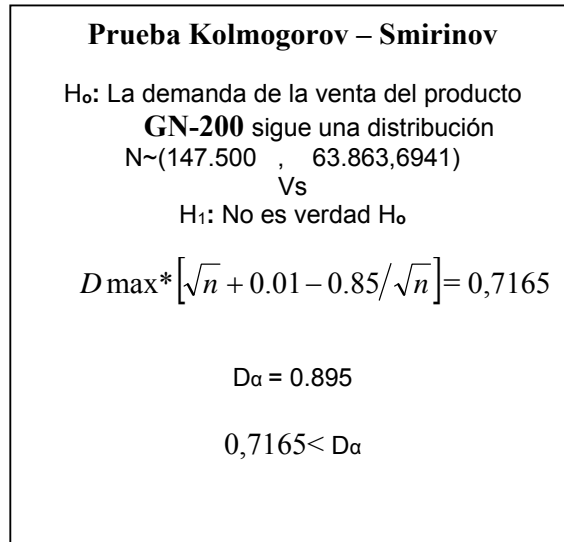 Prueba Kolmogorov – Smirinov
Hₒ: La demanda de la venta del producto
GN-200 sigue una distribución
N~(147.500 , 63.863,6941)
Vs
H₁: No es verdad Hₒ
D max*[√n + 0.01 − 0.85/√n]= 0,7165
Dα = 0.895
0,7165< Dα